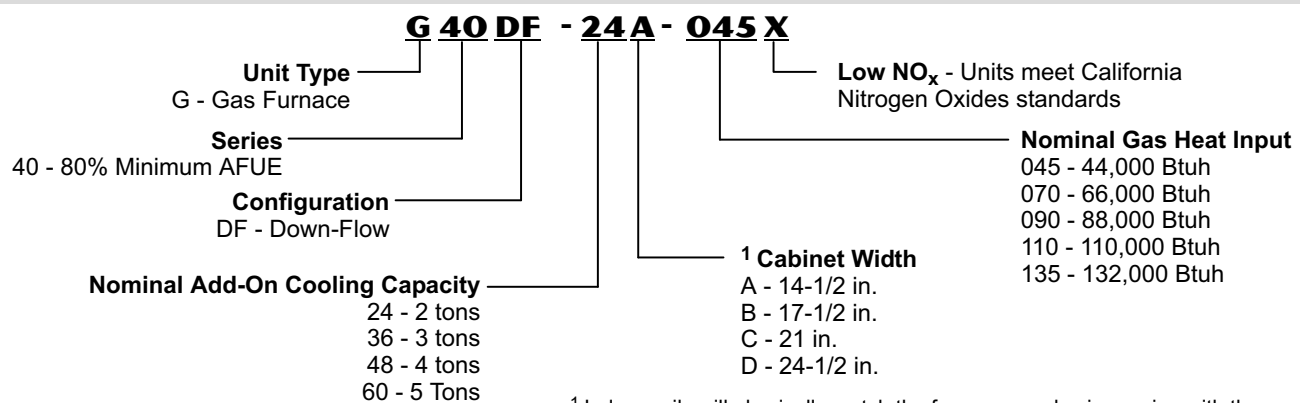 G 40 DF - 24 A - 045 X
Unit Type
G - Gas Furnace
Series
40 - 80% Minimum AFUE
Configuration
DF - Down-Flow
Nominal Add-On Cooling Capacity
24 - 2 tons
36 - 3 tons
48 - 4 tons
60 - 5 Tons
Low NOx - Units meet California
Nitrogen Oxides standards
Nominal Gas Heat Input
045 - 44,000 Btuh
070 - 66,000 Btuh
090 - 88,000 Btuh
110 - 110,000 Btuh
135 - 132,000 Btuh
1 Cabinet Width
A - 14-1/2 in.
B - 17-1/2 in.
C - 21 in.
D - 24-1/2 in.